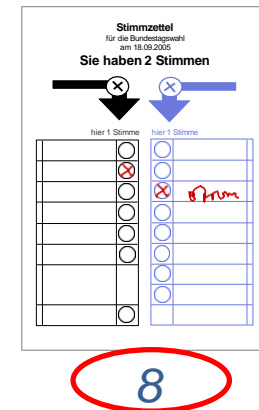 Stimmzettel
für die Bundestagswahl
am 18.09.2005
Sie haben 2 Stimmen
hier 1 Stimme hier 1 Stimme
8